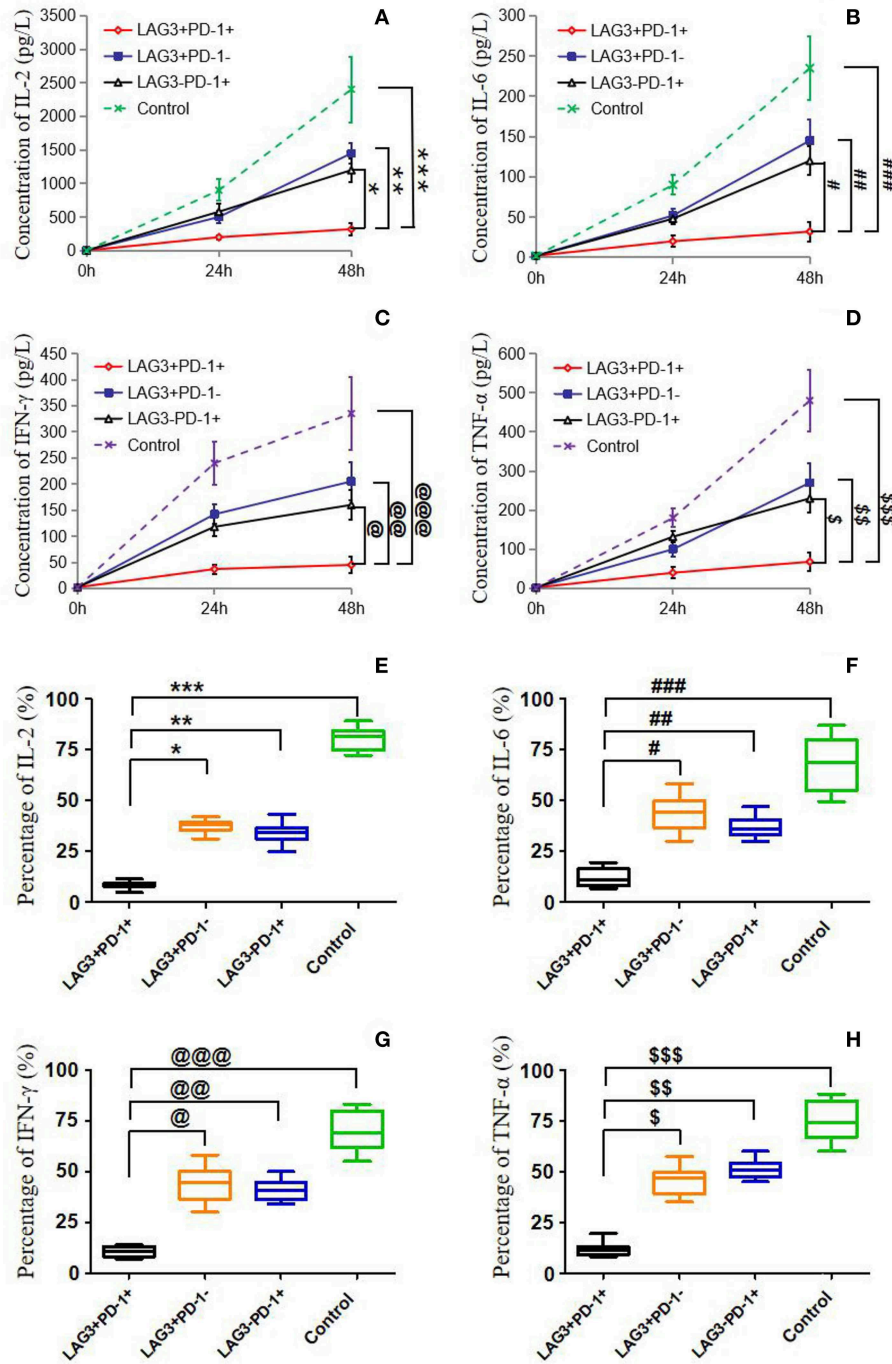 A
Concentration of IL-2 (pg/L)
3500
3000
2500
2000
1500
1000
500
0
LAG3+PD-1+
LAG3+PD-1-
LAG3-PD-1+
Control
*
**
***
0h
24h
48h
B
Concentration of IL-6 (pg/L)
300
250
200
150
100
50
0
LAG3+PD-1+
LAG3+PD-1-
LAG3-PD-1+
Control
#
##
###
0h
24h
48h
C
Concentration of IFN-γ (pg/L)
450
400
350
300
250
200
150
100
50
0
LAG3+PD-1+
LAG3+PD-1-
LAG3-PD-1+
Control
@
@@
@@@
0h
24h
48h
D
Concentration of TNF-α (pg/L)
600
500
400
300
200
100
0
LAG3+PD-1+
LAG3+PD-1-
LAG3-PD-1+
Control
$
$$
$$$
0h
24h
48h
E
Percentage of IL-2 (%)
100
75
50
25
0
***
**
*
LAG3+PD-1+
LAG3+PD-1-
LAG3-PD-1+
Control
F
Percentage of IL-6 (%)
100
75
50
25
0
###
##
#
LAG3+PD-1+
LAG3+PD-1-
LAG3-PD-1+
Control
G
Percentage of IFN-γ (%)
100
75
50
25
0
@@@
@@
@
LAG3+PD-1+
LAG3+PD-1-
LAG3-PD-1+
Control
H
Percentage of TNF-α (%)
100
75
50
25
0
$$$
$$
$
LAG3+PD-1+
LAG3+PD-1-
LAG3-PD-1+
Control